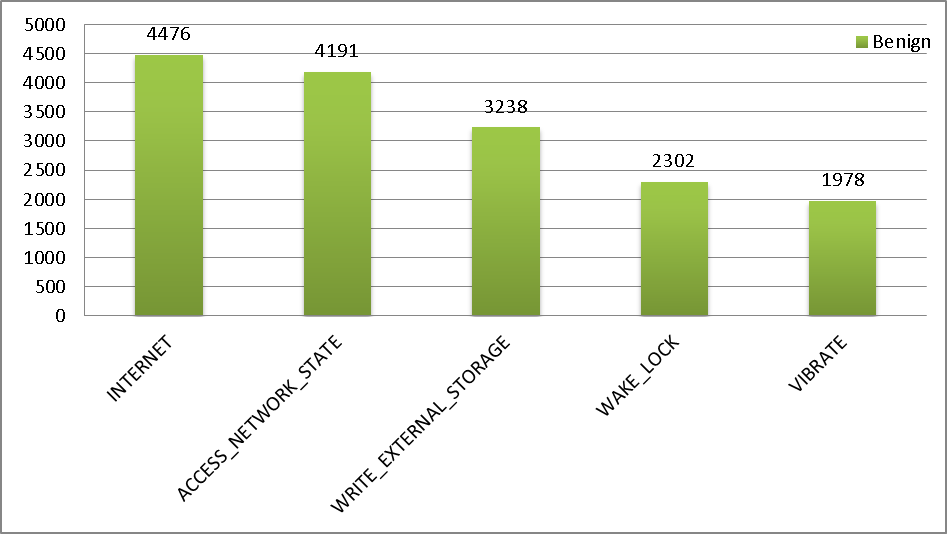 5000
4500
4000
3500
3000
2500
2000
1500
1000
500
0
4476
4191
3238
2302
1978
Benign
INTERNET
ACCESS_NETWORK_STATE
WRITE_EXTERNAL_STORAGE
WAKE_LOCK
VIBRATE